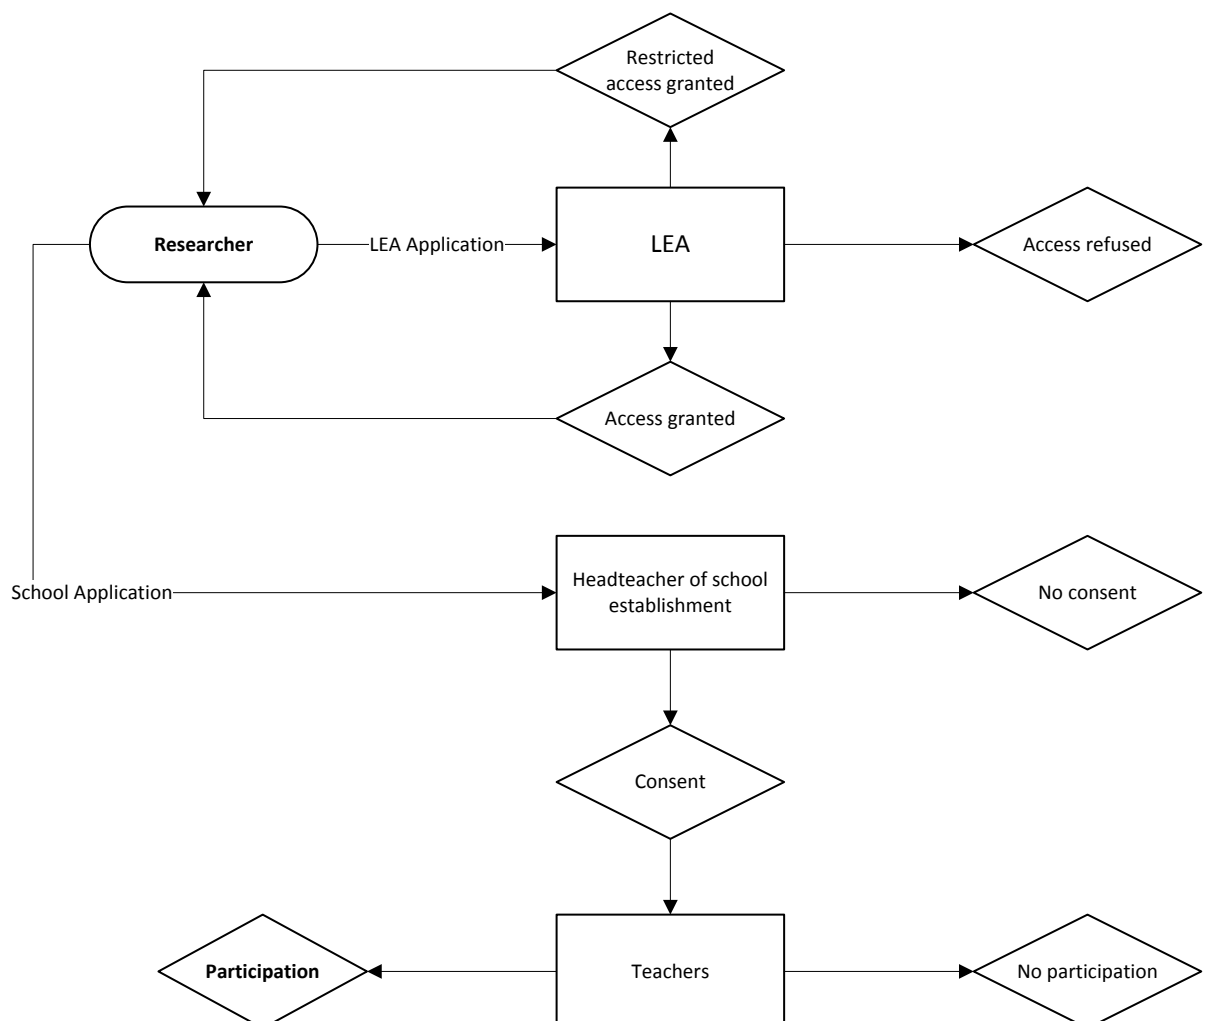 Restricted
access granted
Researcher
LEA Application
LEA
Access refused
Access granted
School Application
Headteacher of school
establishment
No consent
Consent
Participation
Teachers
No participation